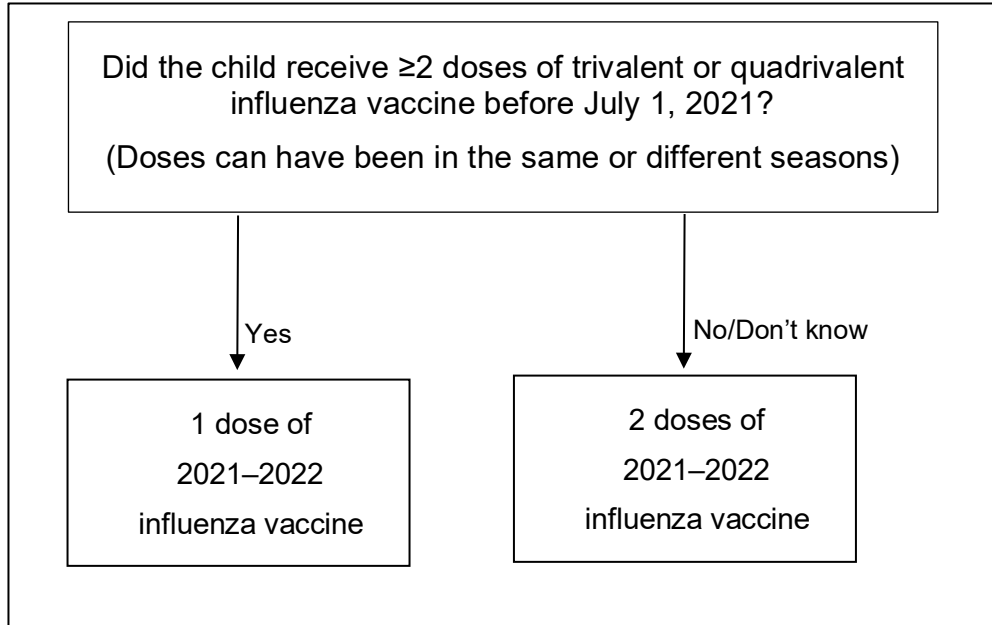 Did the child receive ≥2 doses of trivalent or quadrivalent
influenza vaccine before July 1, 2021?
(Doses can have been in the same or different seasons)
Yes
No/Don’t know
1 dose of
2021–2022
influenza vaccine
2 doses of
2021–2022
influenza vaccine